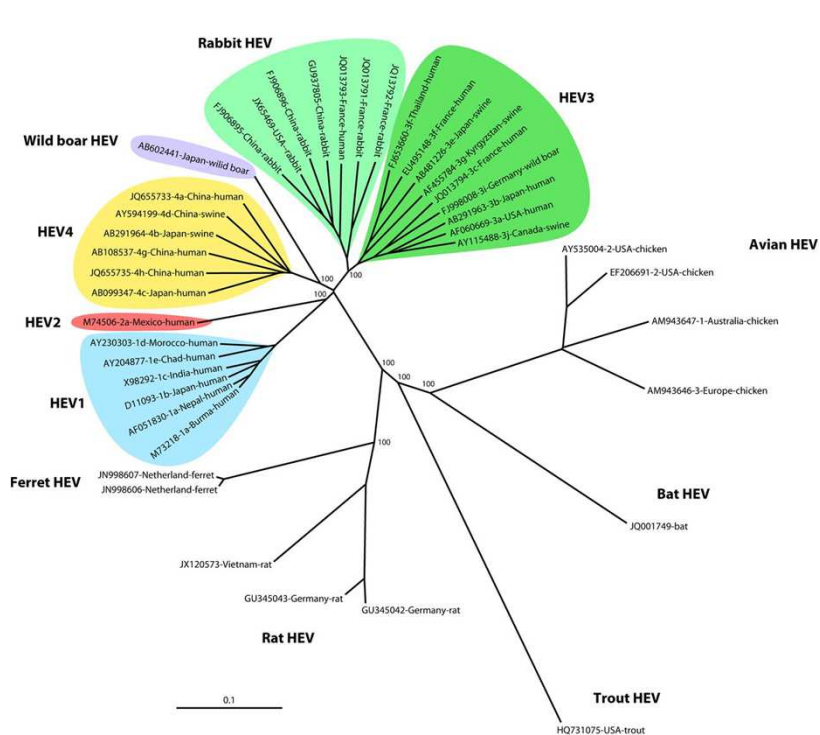 Rabbit HEV
FJ906895-China-rabbit
JX65469-USA-rabbit
FJ906896-China-rabbit
GU937805-China-rabbit
JQ013793-France-human
JQ013791-France-rabbit
JQ13792-France-rabbit
HEV3
FJ653660-3f-Thailand-human
EU495148-3f-France-human
AB481226-3e-Japan-swine
AF455784-3g-Kyrgyzstan-swine
JQ013794-3c-France-human
FJ998008-3i-Germany-wild boar
AB291963-3b-Japan-human
AF060669-3a-USA-human
AY115488-3j-Canada-swine
Wild boar HEV
AB602441-Japan-wilid boar
HEV4
JQ655733-4a-China-human
AY594199-4d-China-swine
AB291964-4b-Japan-swine
AB108537-4g-China-human
JQ655735-4h-China-human
AB099347-4c-Japan-human
HEV2
M74506-2a-Mexico-human
HEV1
AY230303-1d-Morocco-human
AY204877-1e-Chad-human
X98292-1c-India-human
D11093-1b-Japan-human
AF051830-1a-Nepal-human
M73218-1a-Burma-human
100
100
100
100
100
100
100
Avian HEV
AY535004-2-USA-chicken
EF206691-2-USA-chicken
AM943647-1-Australia-chicken
AM943646-3-Europe-chicken
Ferret HEV
JN998607-Netherland-ferret
JN998606-Netherland-ferret
Bat HEV
JQ001749-bat
JX120573-Vietnam-rat
GU345043-Germany-rat
GU345042-Germany-rat
Rat HEV
Trout HEV
HQ731075-USA-trout
0.1